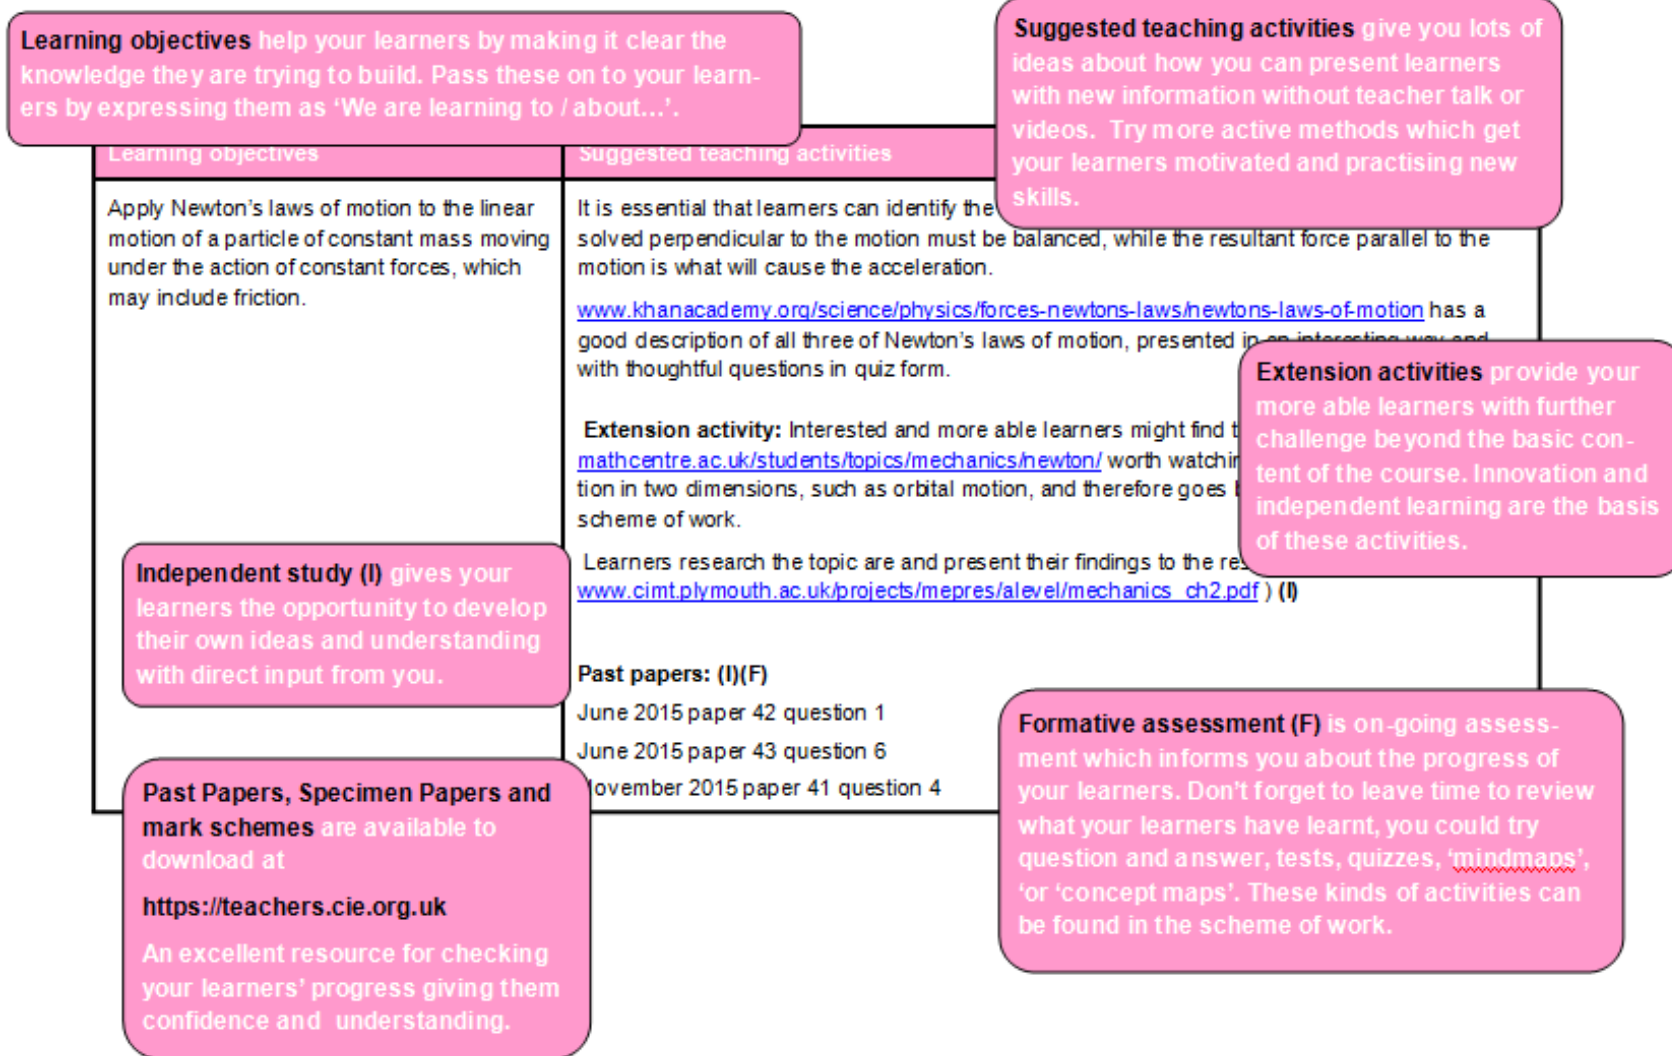 Learning objectives help your learners by making it clear the
knowledge they are trying to build. Pass these on to your learn-
ers by expressing them as ‘We are learning to / about…’.
Suggested teaching activities give you lots of
ideas about how you can present learners
with new information without teacher talk or
videos. Try more active methods which get
your learners motivated and practising new
skills.
Learning objectives
Suggested teaching activities
Apply Newton’s laws of motion to the linear
motion of a particle of constant mass moving
under the action of constant forces, which
may include friction.
It is essential that learners can identify the
solved perpendicular to the motion must be balanced, while the resultant force parallel to the
motion is what will cause the acceleration.
www.khanacademy.org/science/physics/forces-newtons-laws/newtons-laws-of-motion has a
good description of all three of Newton’s laws of motion, presented in an interesting way and
with thoughtful questions in quiz form.
Extension activities provide your
more able learners with further
challenge beyond the basic con-
tent of the course. Innovation and
independent learning are the basis
of these activities.
Extension activity: Interested and more able learners might find
mathcentre.ac.uk/students/topics/mechanics/newton/ worth
tion in two dimensions, such as orbital motion, and therefore goes
scheme of work.
Learners research the topic are and present their findings to the
www.cimt.plymouth.ac.uk/projects/mepres/alevel/mechanics_ch2.pdf ) (I)
Independent study (I) gives your
learners the opportunity to develop
their own ideas and understanding
with direct input from you.
Past papers: (I)(F)
June 2015 paper 42 question 1
June 2015 paper 43 question 6
November 2015 paper 41 question 4
Past Papers, Specimen Papers and
mark schemes are available to
download at
https://teachers.cie.org.uk
An excellent resource for checking
your learners’ progress giving them
confidence and understanding.
Formative assessment (F) is on-going assess-
ment which informs you about the progress of
your learners. Don’t forget to leave time to review
what your learners have learnt, you could try
question and answer, tests, quizzes, ‘mindmaps’,
‘or ‘concept maps’. These kinds of activities can
be found in the scheme of work.